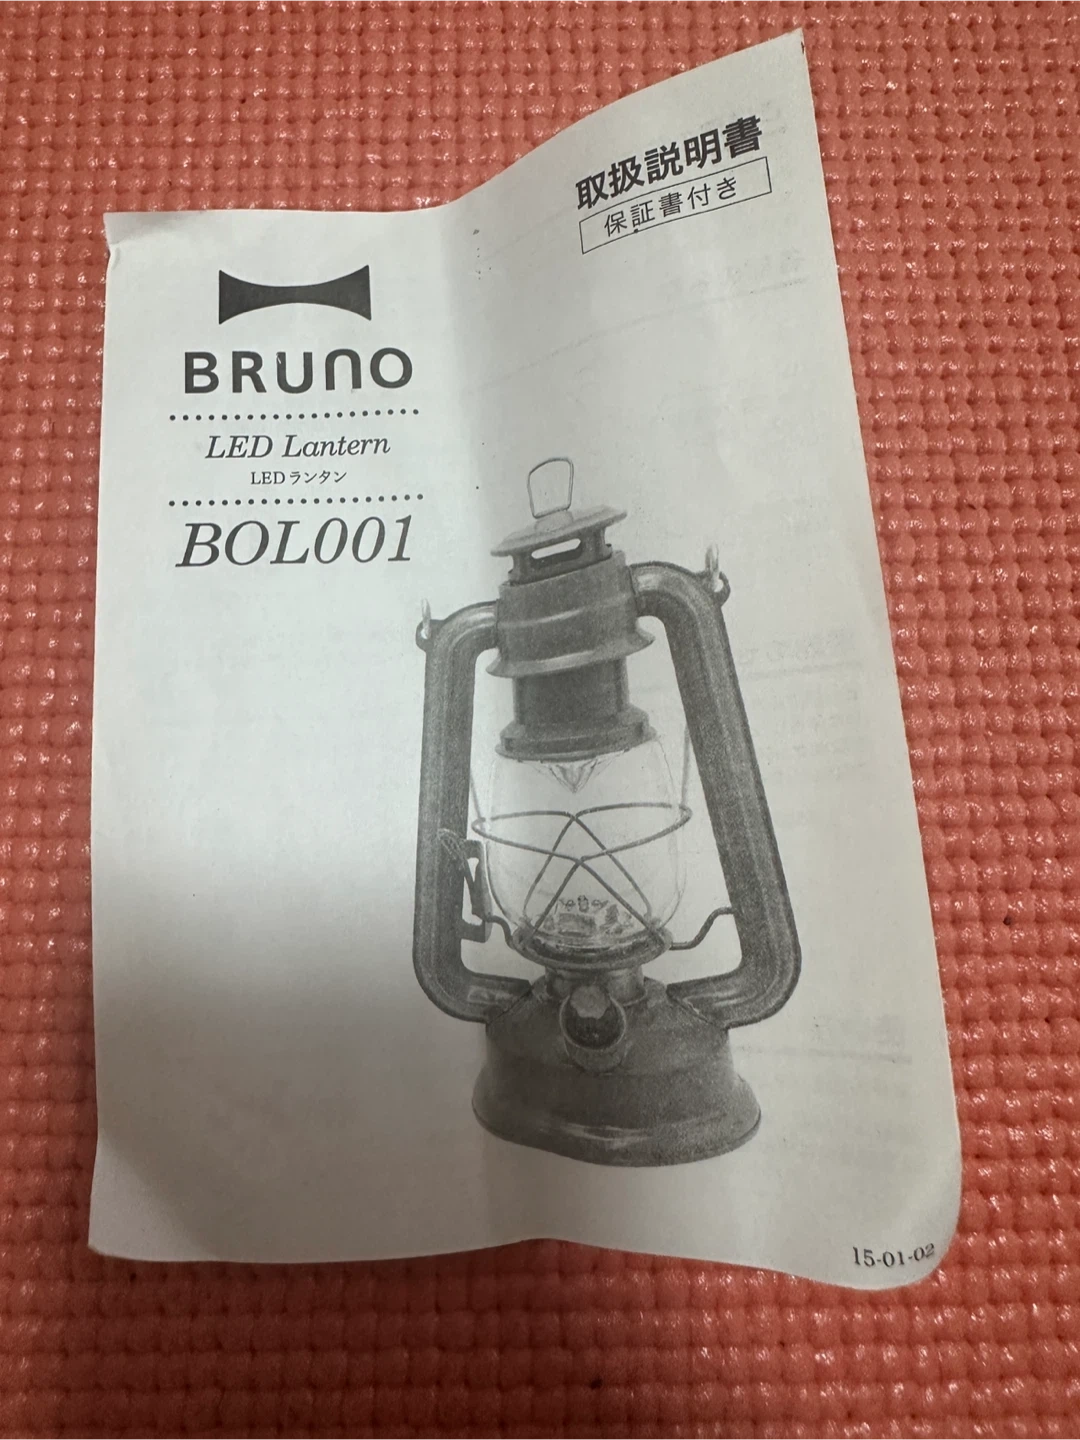 取扱説明書
保証書付き
BRUNO
LED Lantern
LEDランタン
BOL001
15-01-02